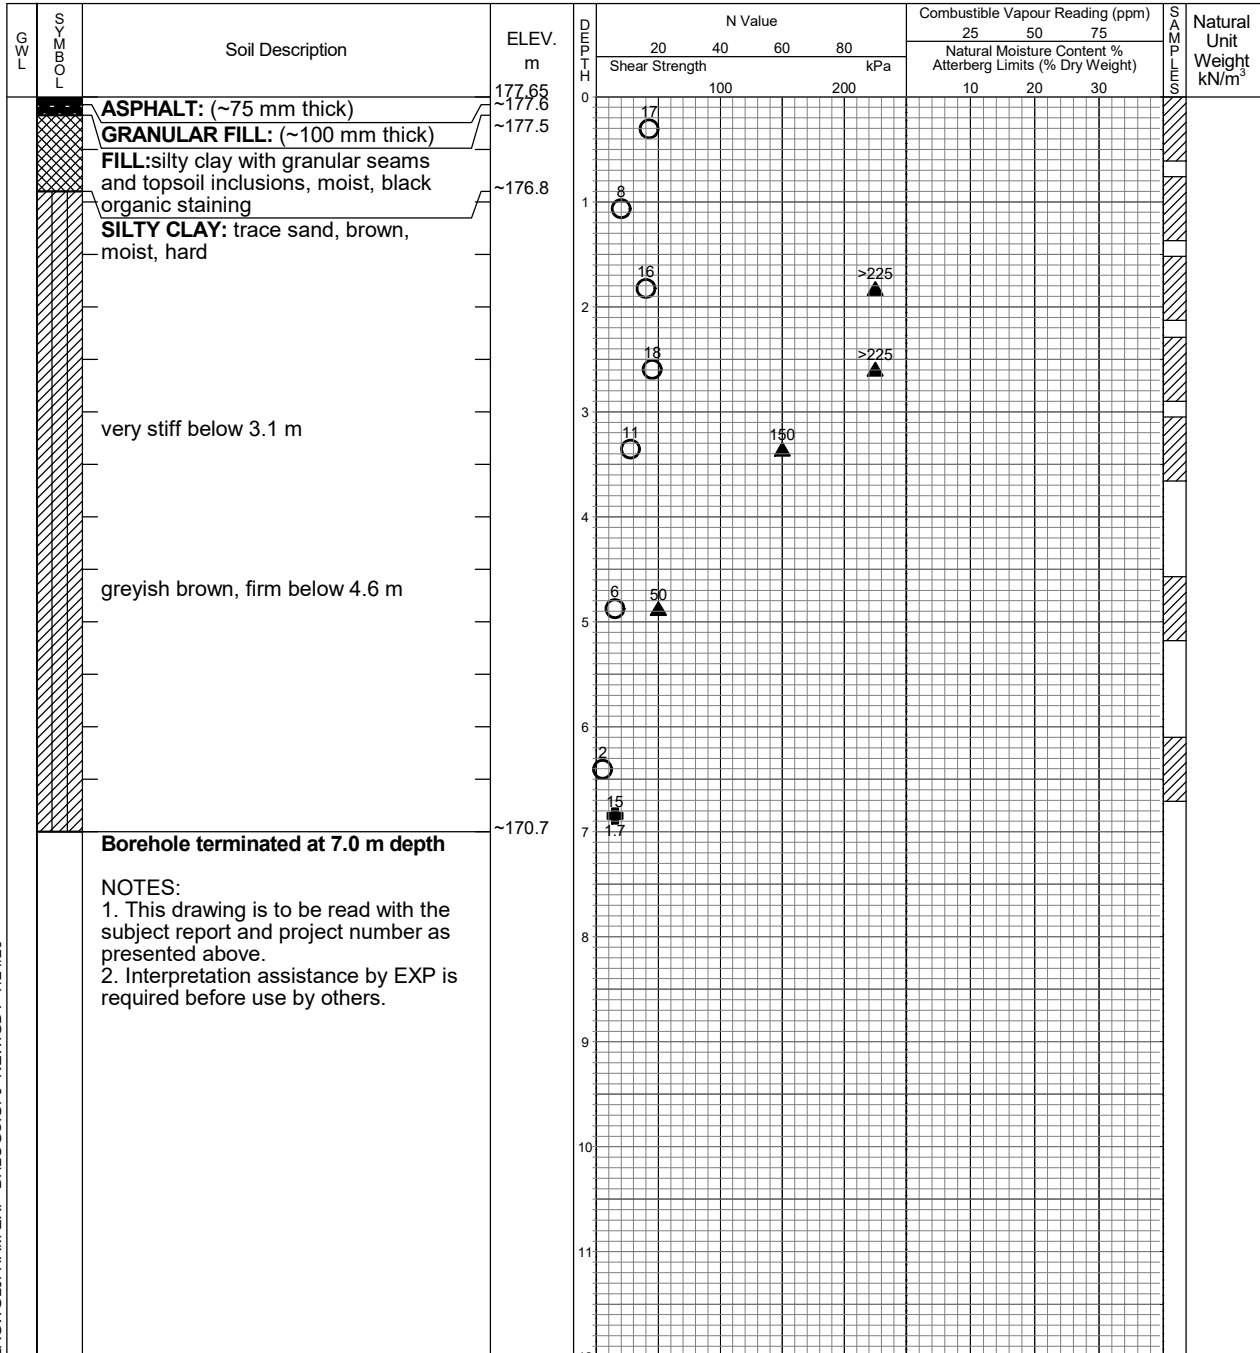 GWL
SYMBOL
Soil Description
ELEV.
m
DEPTH
N Value
20 40 60 80
Shear Strength kPa
100 200
Combustible Vapour Reading (ppm)
25 50 75
Natural Moisture Content %
Atterberg Limits (% Dry Weight)
10 20 30
SAMPLES
Natural
Unit
Weight
kN/m³
177.65
0
ASPHALT: (~75 mm thick)
~177.6
GRANULAR FILL: (~100 mm thick)
~177.5
17
FILL:silty clay with granular seams
and topsoil inclusions, moist, black
organic staining
~176.8
8
1
SILTY CLAY: trace sand, brown,
moist, hard
16 >225
2
18 >225
3
very stiff below 3.1 m
11 150
4
greyish brown, firm below 4.6 m
6 50
5
6
2
15
1.7
~170.7
7
Borehole terminated at 7.0 m depth
NOTES:
1. This drawing is to be read with the
subject report and project number as
presented above.
2. Interpretation assistance by EXP is
required before use by others.
8
9
10
11